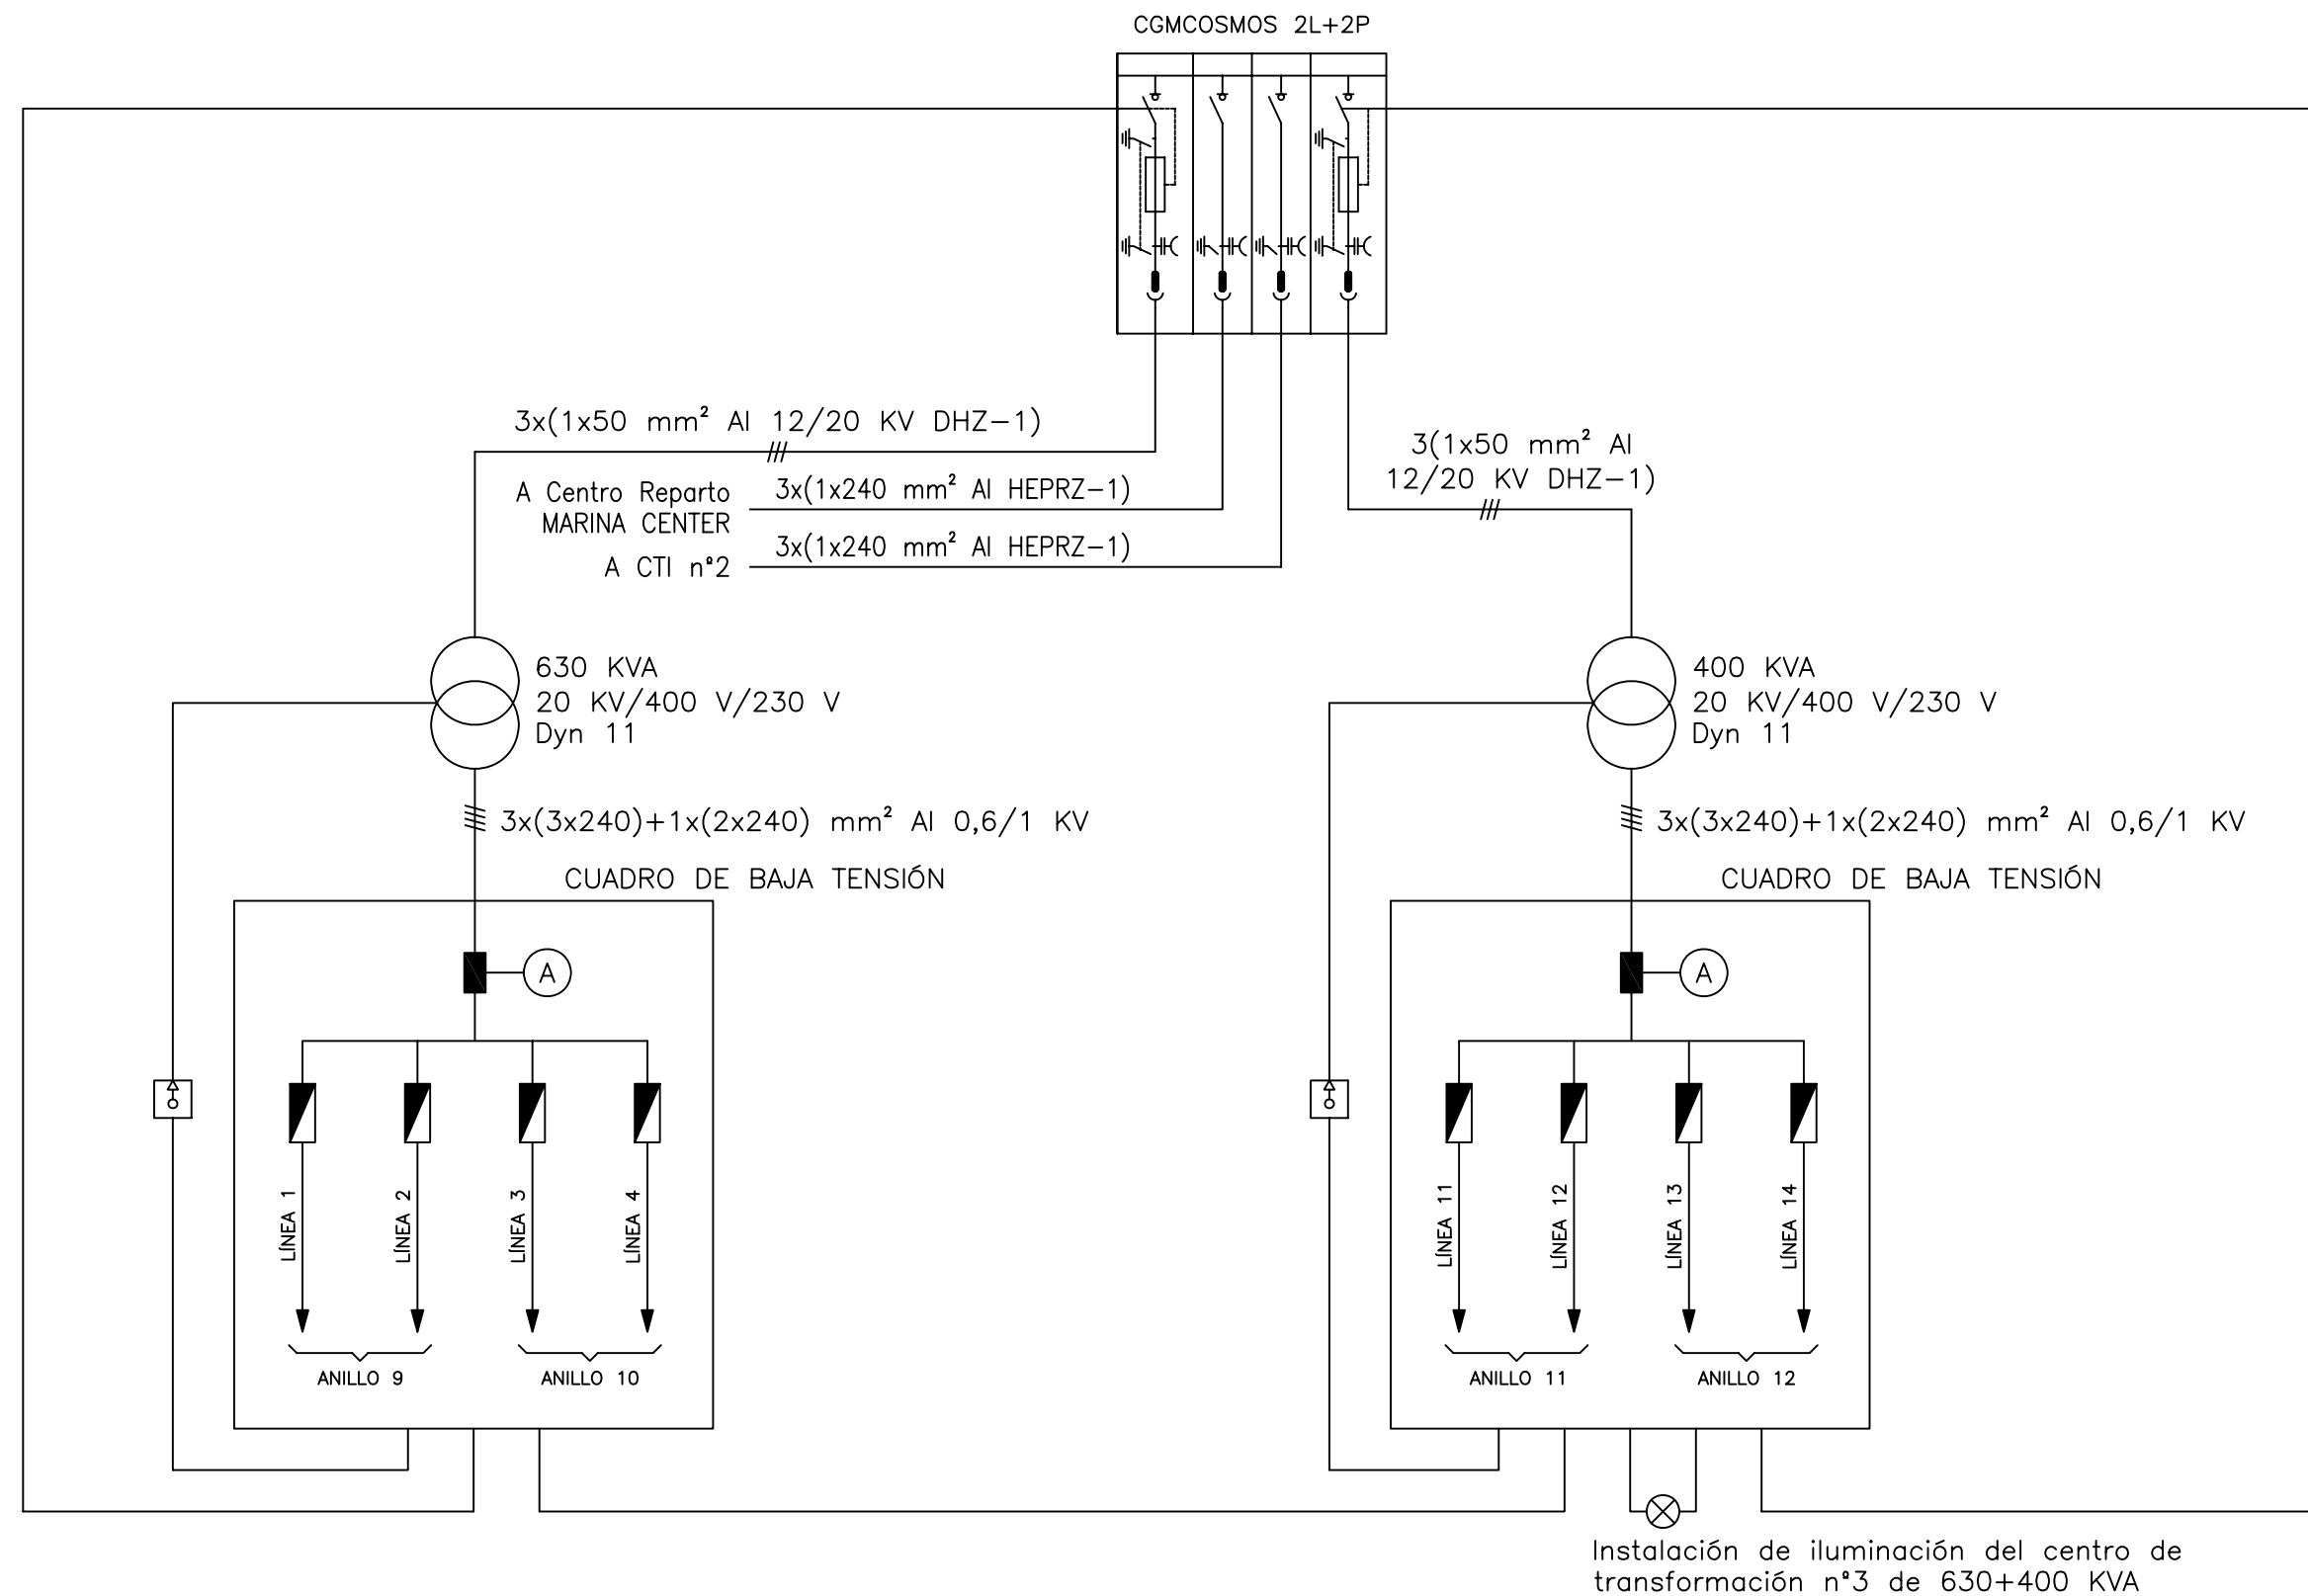 CGMCOSMOS 2L+2P
3x(1x50 mm² Al 12/20 KV DHZ-1)
3(1x50 mm² Al
12/20 KV DHZ-1)
A Centro Reparto
MARINA CENTER
3x(1x240 mm² Al HEPRZ-1)
A CTI nº2
3x(1x240 mm² Al HEPRZ-1)
630 KVA
20 KV/400 V/230 V
Dyn 11
400 KVA
20 KV/400 V/230 V
Dyn 11
3x(3x240)+1x(2x240) mm² Al 0,6/1 KV
3x(3x240)+1x(2x240) mm² Al 0,6/1 KV
CUADRO DE BAJA TENSIÓN
CUADRO DE BAJA TENSIÓN
A
A
LÍNEA 1
LÍNEA 2
LÍNEA 3
LÍNEA 4
LÍNEA 11
LÍNEA 12
LÍNEA 13
LÍNEA 14
ANILLO 9
ANILLO 10
ANILLO 11
ANILLO 12
Instalación de iluminación del centro de
transformación nº3 de 630+400 KVA